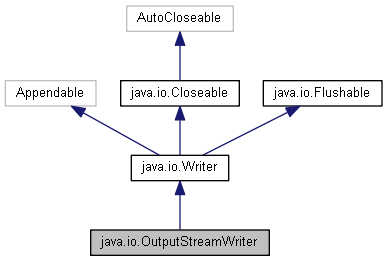 AutoCloseable
Appendable
java.io.Closeable
java.io.Flushable
java.io.Writer
java.io.OutputStreamWriter